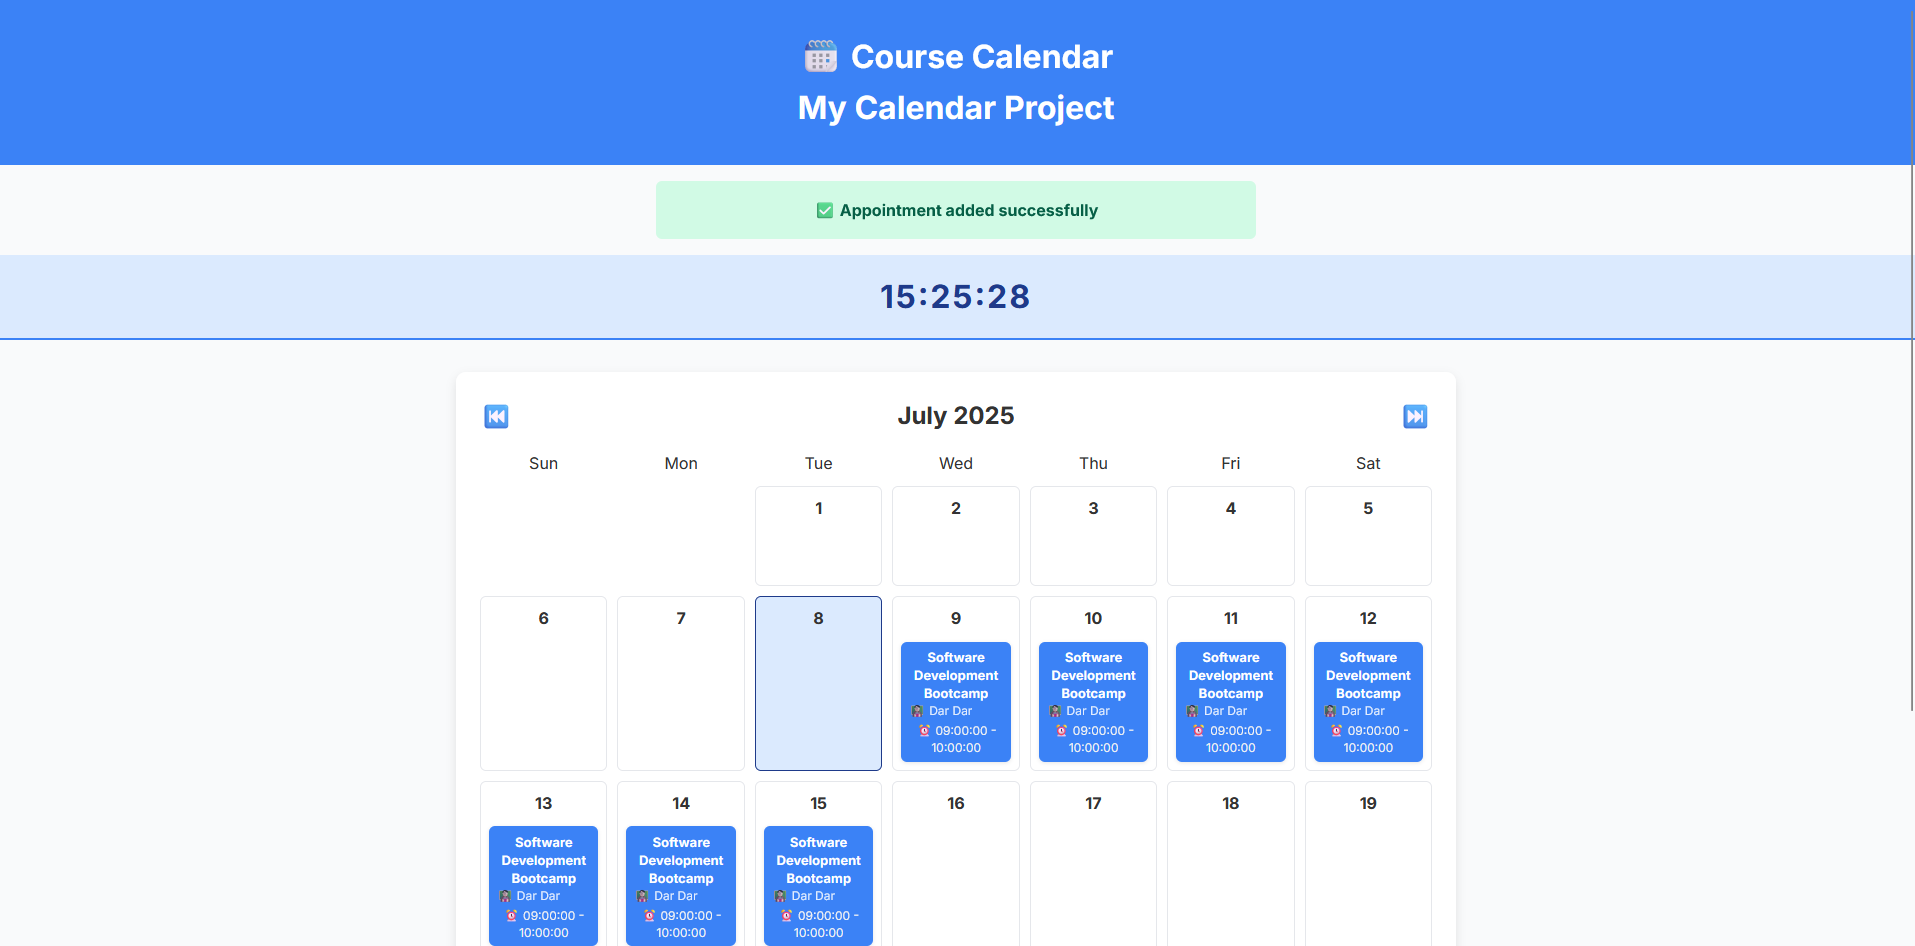 Course Calendar
My Calendar Project
Appointment added successfully
15:25:28
July 2025
Sun Mon Tue Wed Thu Fri Sat
1 2 3 4 5
6 7 8 9 10 11 12
Software Development Bootcamp
Dar Dar
09:00:00 -
10:00:00
Software Development Bootcamp
Dar Dar
09:00:00 -
10:00:00
Software Development Bootcamp
Dar Dar
09:00:00 -
10:00:00
Software Development Bootcamp
Dar Dar
09:00:00 -
10:00:00
13 14 15 16 17 18 19
Software Development Bootcamp
Dar Dar
09:00:00 -
10:00:00
Software Development Bootcamp
Dar Dar
09:00:00 -
10:00:00
Software Development Bootcamp
Dar Dar
09:00:00 -
10:00:00